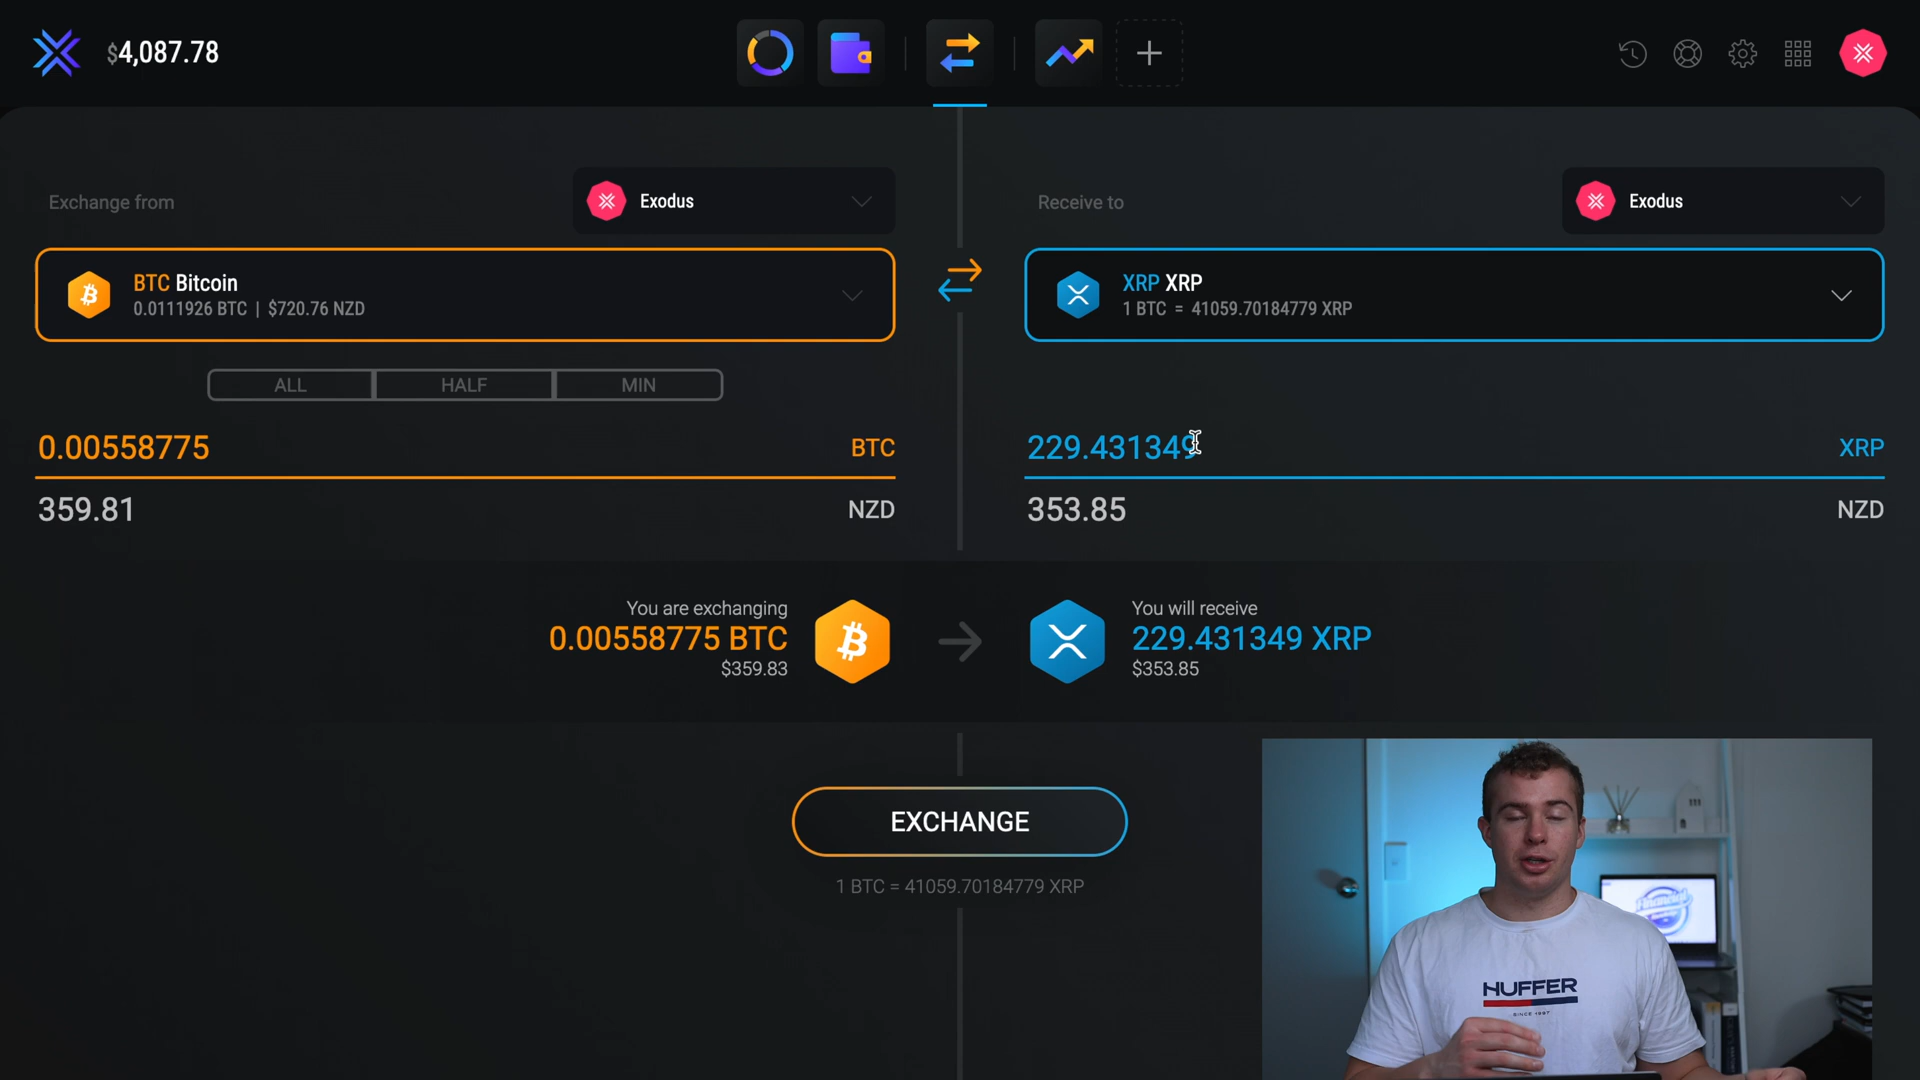 $4,087.78
Exchange from
Exodus
Receive to
Exodus
BTC Bitcoin
0.0111926 BTC | $720.76 NZD
XRP XRP
1 BTC = 41059.70184779 XRP
ALL
HALF
MIN
0.00558775
BTC
229.431349
XRP
359.81
NZD
353.85
NZD
You are exchanging
0.00558775 BTC
$359.83
You will receive
229.431349 XRP
$353.85
EXCHANGE
1 BTC = 41059.70184779 XRP
Financial
HUFFER
SINCE 1997